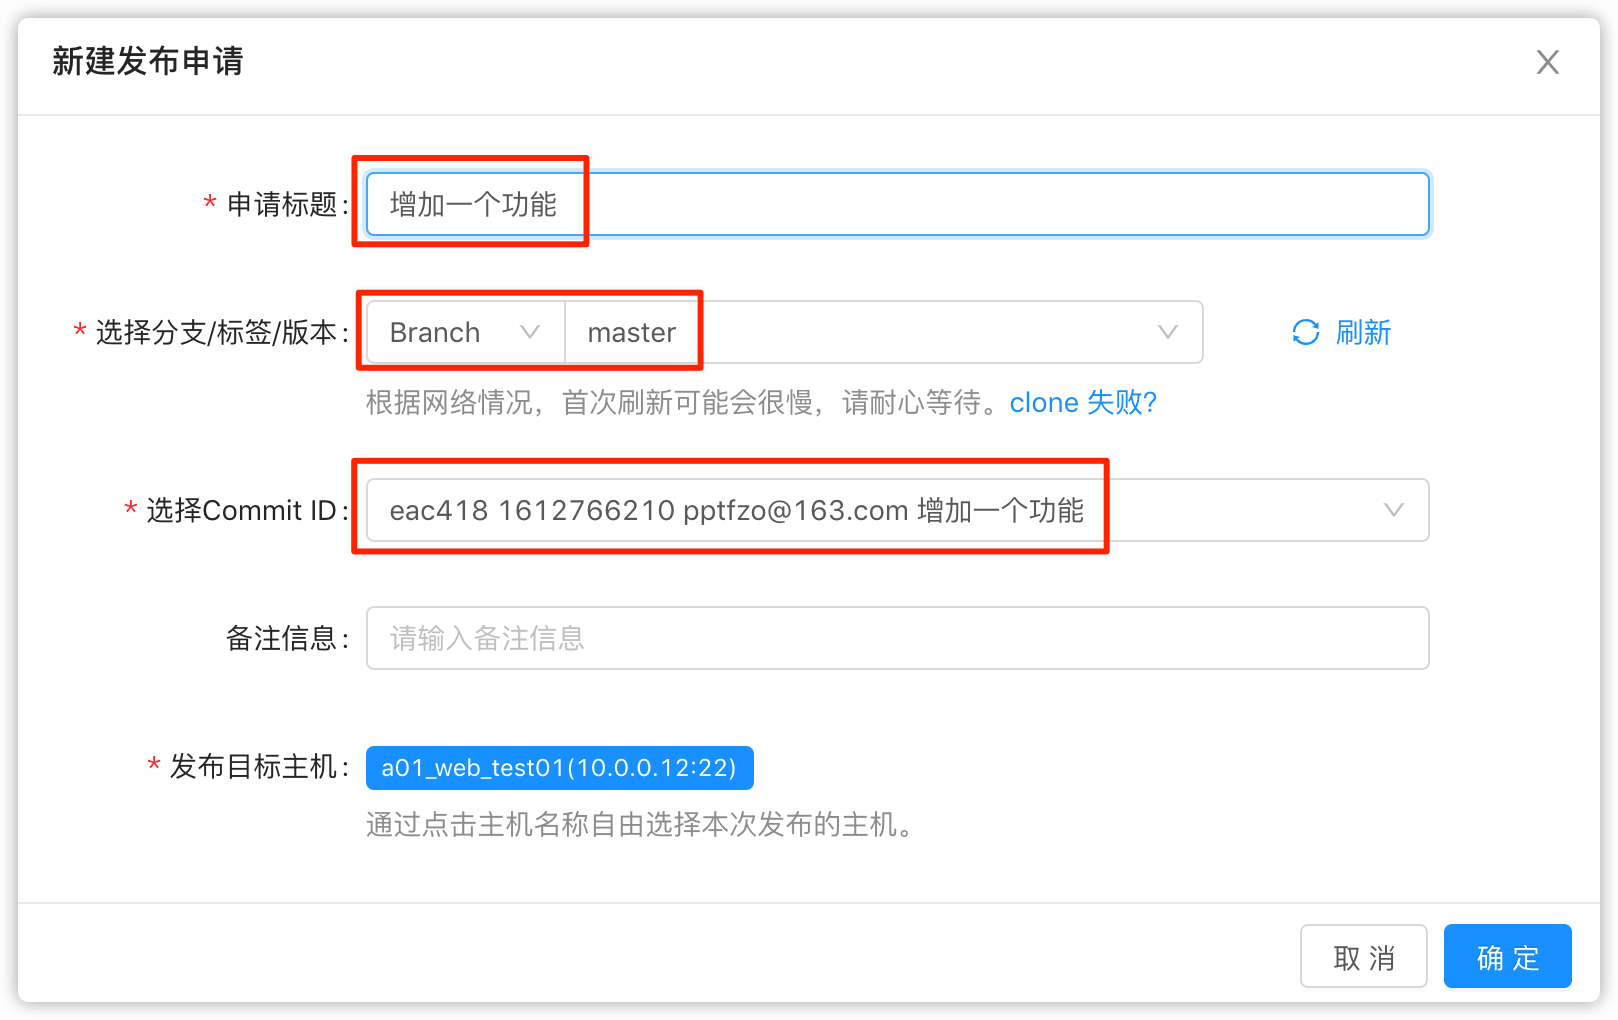 新建发布申请
* 申请标题: 增加一个功能
* 选择分支/标签/版本: Branch master 刷新
根据网络情况，首次刷新可能会很慢，请耐心等待。clone 失败?
* 选择Commit ID: eac418 1612766210 pptfzo@163.com 增加一个功能
备注信息: 请输入备注信息
* 发布目标主机: a01_web_test01(10.0.0.12:22)
通过点击主机名称自由选择本次发布的主机。
取 消 确 定